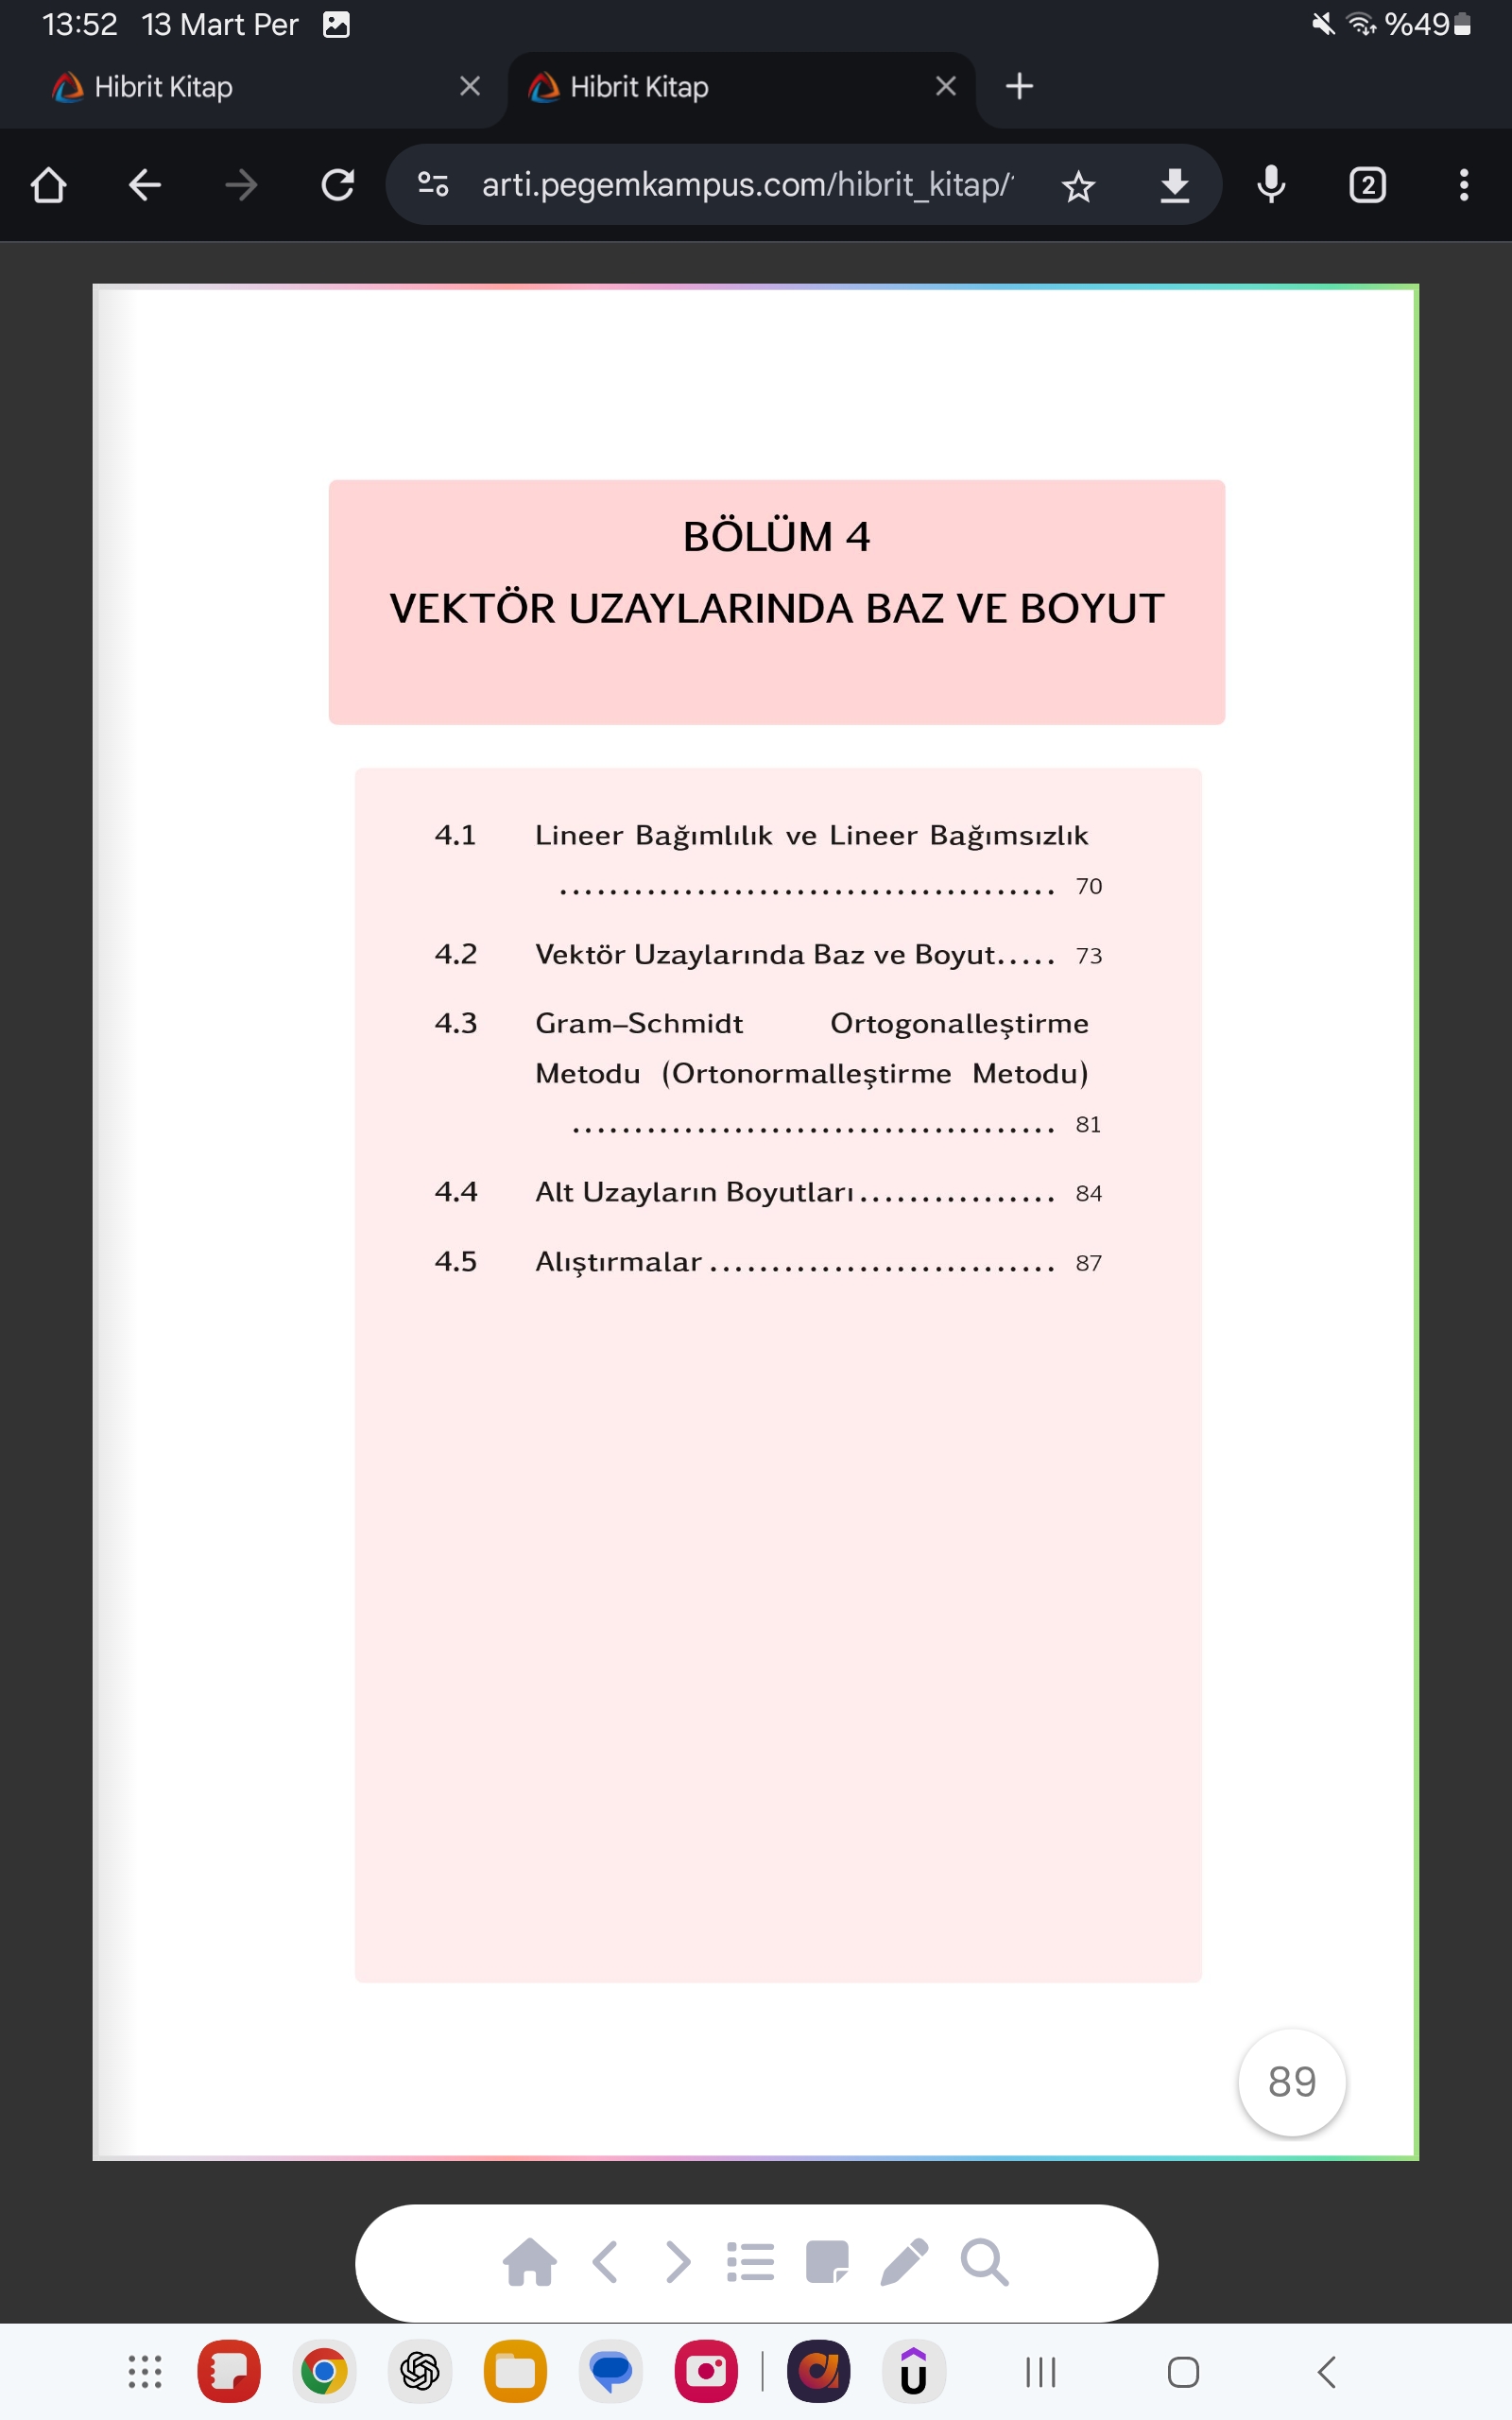 13:52 13 Mart Per %49
Hibrit Kitap Hibrit Kitap
arti.pegemkampus.com/hibrit_kitap/ 2
BÖLÜM 4
VEKTÖR UZAYLARINDA BAZ VE BOYUT
4.1 Lineer Bağımlılık ve Lineer Bağımsızlık
........................................ 70
4.2 Vektör Uzaylarında Baz ve Boyut..... 73
4.3 Gram–Schmidt Ortogonalleştirme
Metodu (Ortonormalleştirme Metodu)
....................................... 81
4.4 Alt Uzayların Boyutları................ 84
4.5 Alıştırmalar............................ 87
89